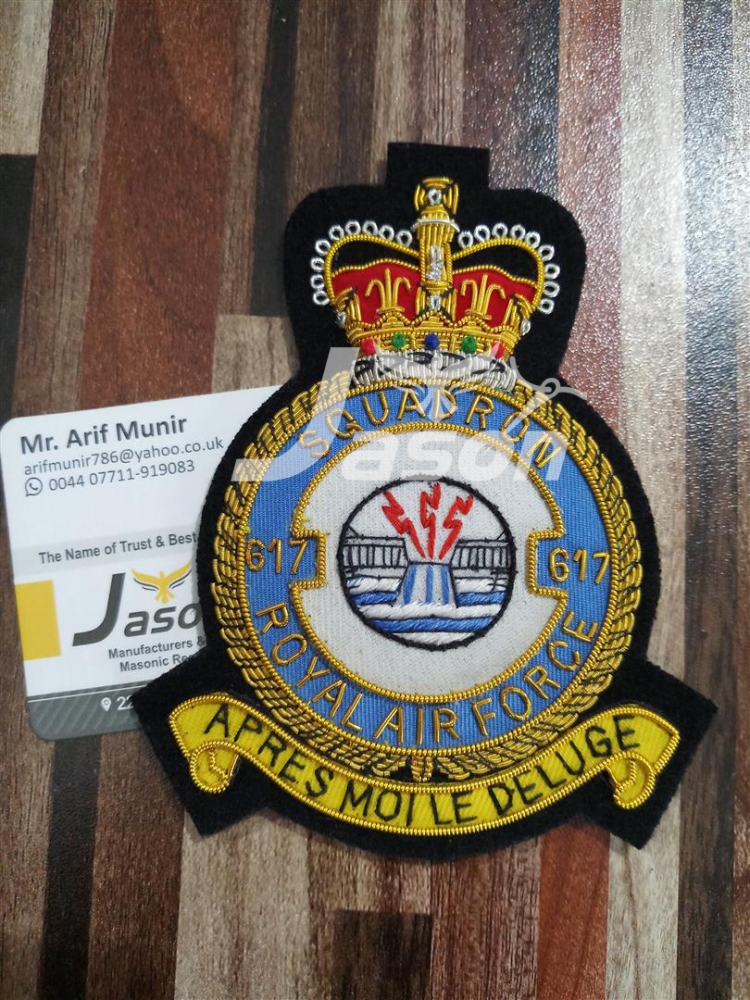 Mr. Arif Munir
arifmunir786@yahoo.co.uk
0044 07711-919083
The Name of Trust & Best
Jaso
Manufacturers &
Masonic Re
22
SQUADRON
617
617
ROYAL AIR FORCE
APRES MOI LE DELUGE
Jason